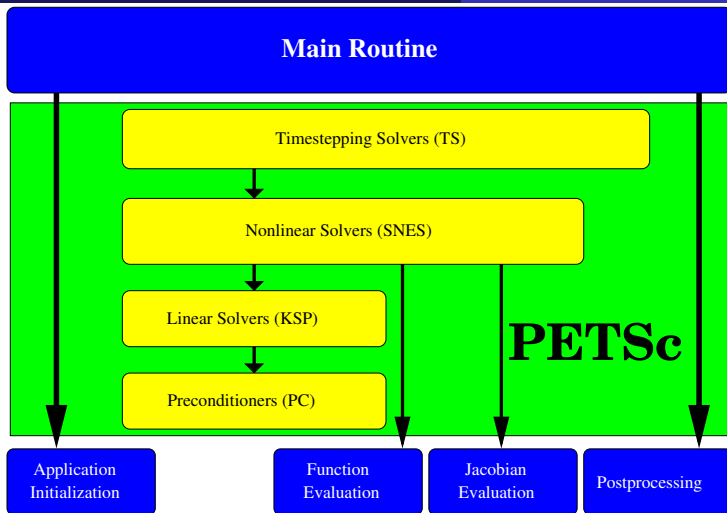 Main Routine
Timestepping Solvers (TS)
Nonlinear Solvers (SNES)
Linear Solvers (KSP)
PETSc
Preconditioners (PC)
Application
Initialization
Function
Evaluation
Jacobian
Evaluation
Postprocessing